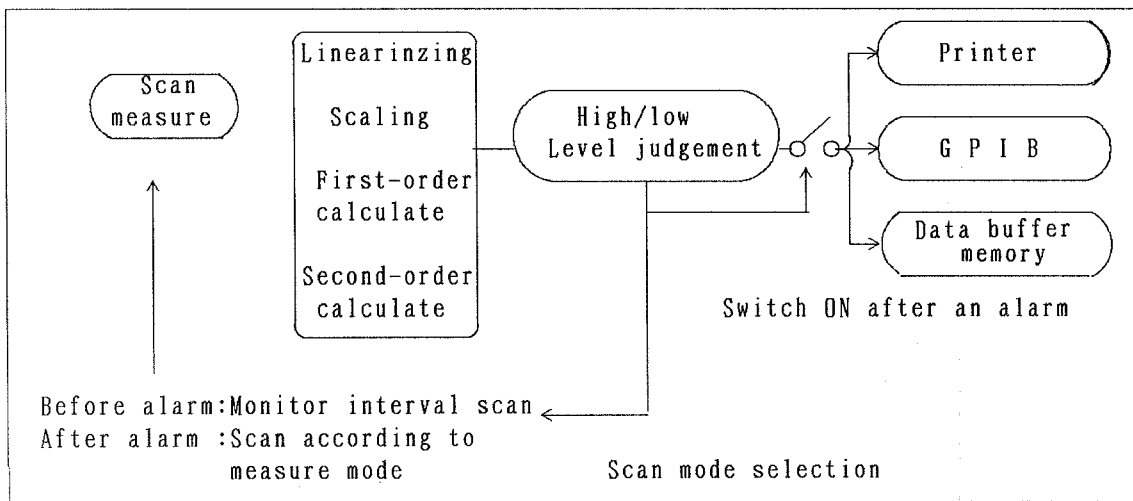 Scan
measure
Linearinzing
Scaling
First-order
calculate
Second-order
calculate
High/low
Level judgement
Printer
GPIB
Data buffer
memory
Switch ON after an alarm
Before alarm:Monitor interval scan
After alarm :Scan according to
measure mode
Scan mode selection